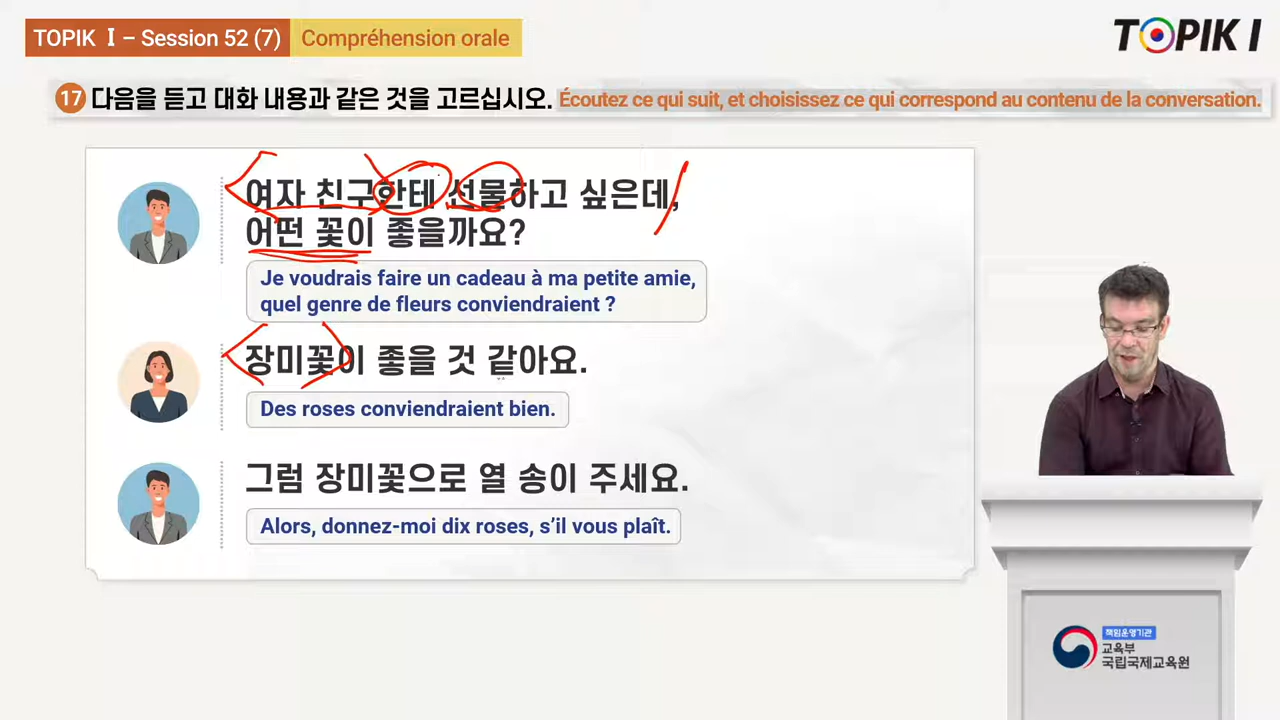 TOPIK I – Session 52 (7) Compréhension orale
TOPIK I
17 다음을 듣고 대화 내용과 같은 것을 고르십시오. Écoutez ce qui suit, et choisissez ce qui correspond au contenu de la conversation.
여자 친구한테 선물하고 싶은데,
어떤 꽃이 좋을까요?
Je voudrais faire un cadeau à ma petite amie,
quel genre de fleurs conviendraient ?
장미꽃이 좋을 것 같아요.
Des roses conviendraient bien.
그럼 장미꽃으로 열 송이 주세요.
Alors, donnez-moi dix roses, s'il vous plaît.
책임운영기관
교육부
국립국제교육원